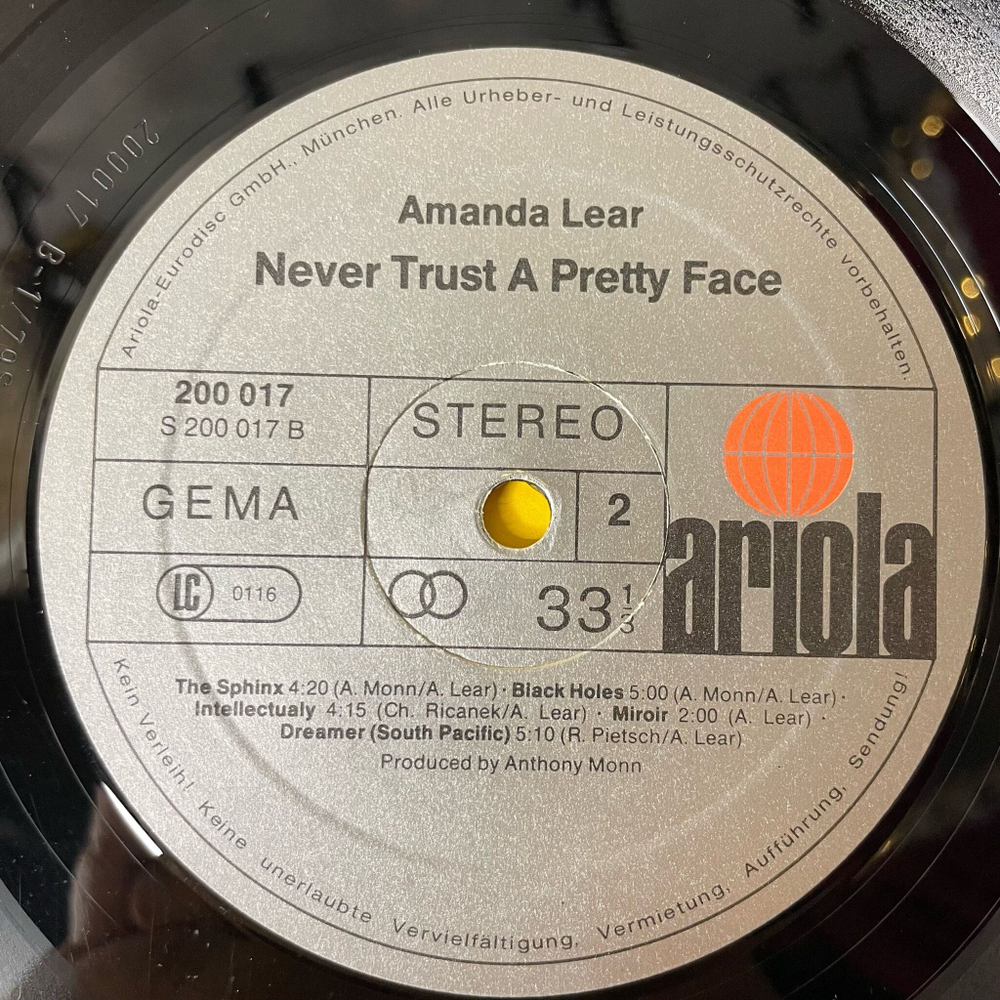 Ariola-Eurodisc GmbH., München. Alle Urheber- und Leistungsschutzrechte vorbehalten.
Amanda Lear
Never Trust A Pretty Face
200 017
S 200 017 B
STEREO
GEMA
2
LC 0116
33 1/3
ariola
The Sphinx 4:20 (A. Monn/A. Lear) · Black Holes 5:00 (A. Monn/A. Lear) ·
Intellectualy 4:15 (Ch. Ricanek/A. Lear) · Miroir 2:00 (A. Lear) ·
Dreamer (South Pacific) 5:10 (R. Pietsch/A. Lear)
Produced by Anthony Monn
Kein Verleih! Keine unerlaubte Vervielfältigung, Vermietung, Aufführung, Sendung!
200017 B-1/79